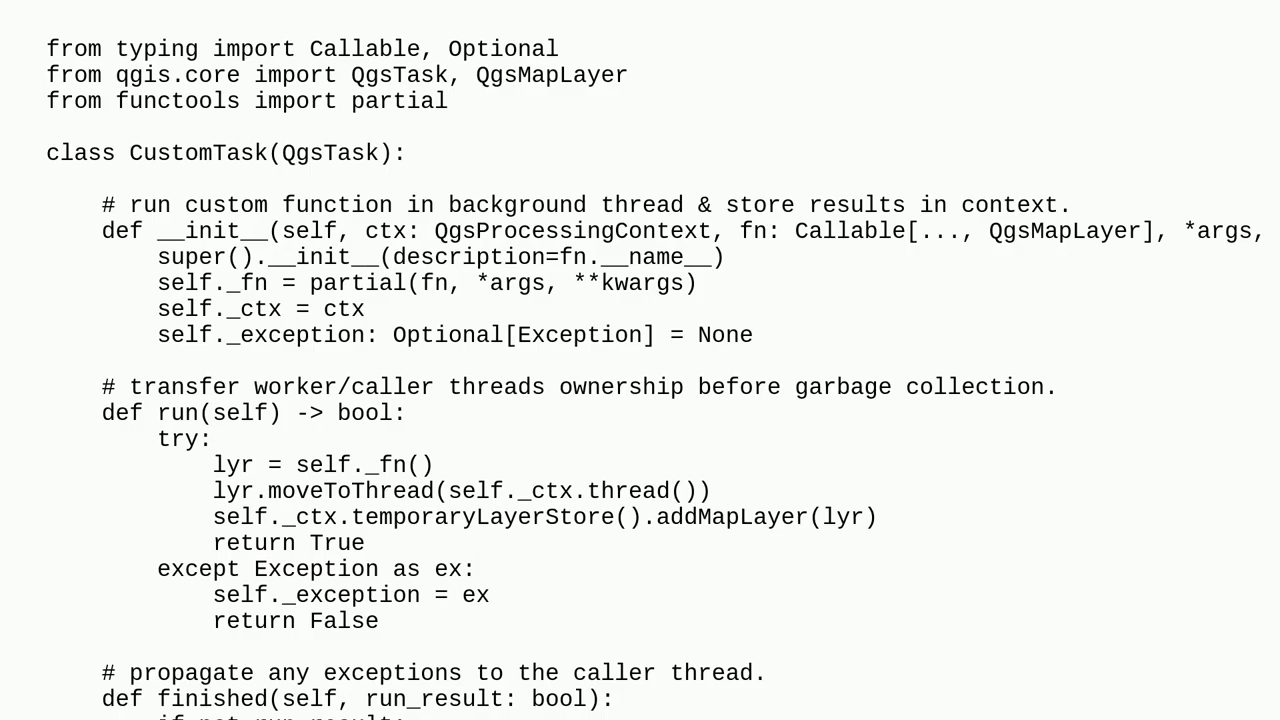 from typing import Callable, Optional
from qgis.core import QgsTask, QgsMapLayer
from functools import partial
class CustomTask(QgsTask):
# run custom function in background thread & store results in context.
def __init__(self, ctx: QgsProcessingContext, fn: Callable[..., QgsMapLayer], *args,
super().__init__(description=fn.__name__)
self._fn = partial(fn, *args, **kwargs)
self._ctx = ctx
self._exception: Optional[Exception] = None
# transfer worker/caller threads ownership before garbage collection.
def run(self) -> bool:
try:
lyr = self._fn()
lyr.moveToThread(self._ctx.thread())
self._ctx.temporaryLayerStore().addMapLayer(lyr)
return True
except Exception as ex:
self._exception = ex
return False
# propagate any exceptions to the caller thread.
def finished(self, run_result: bool):